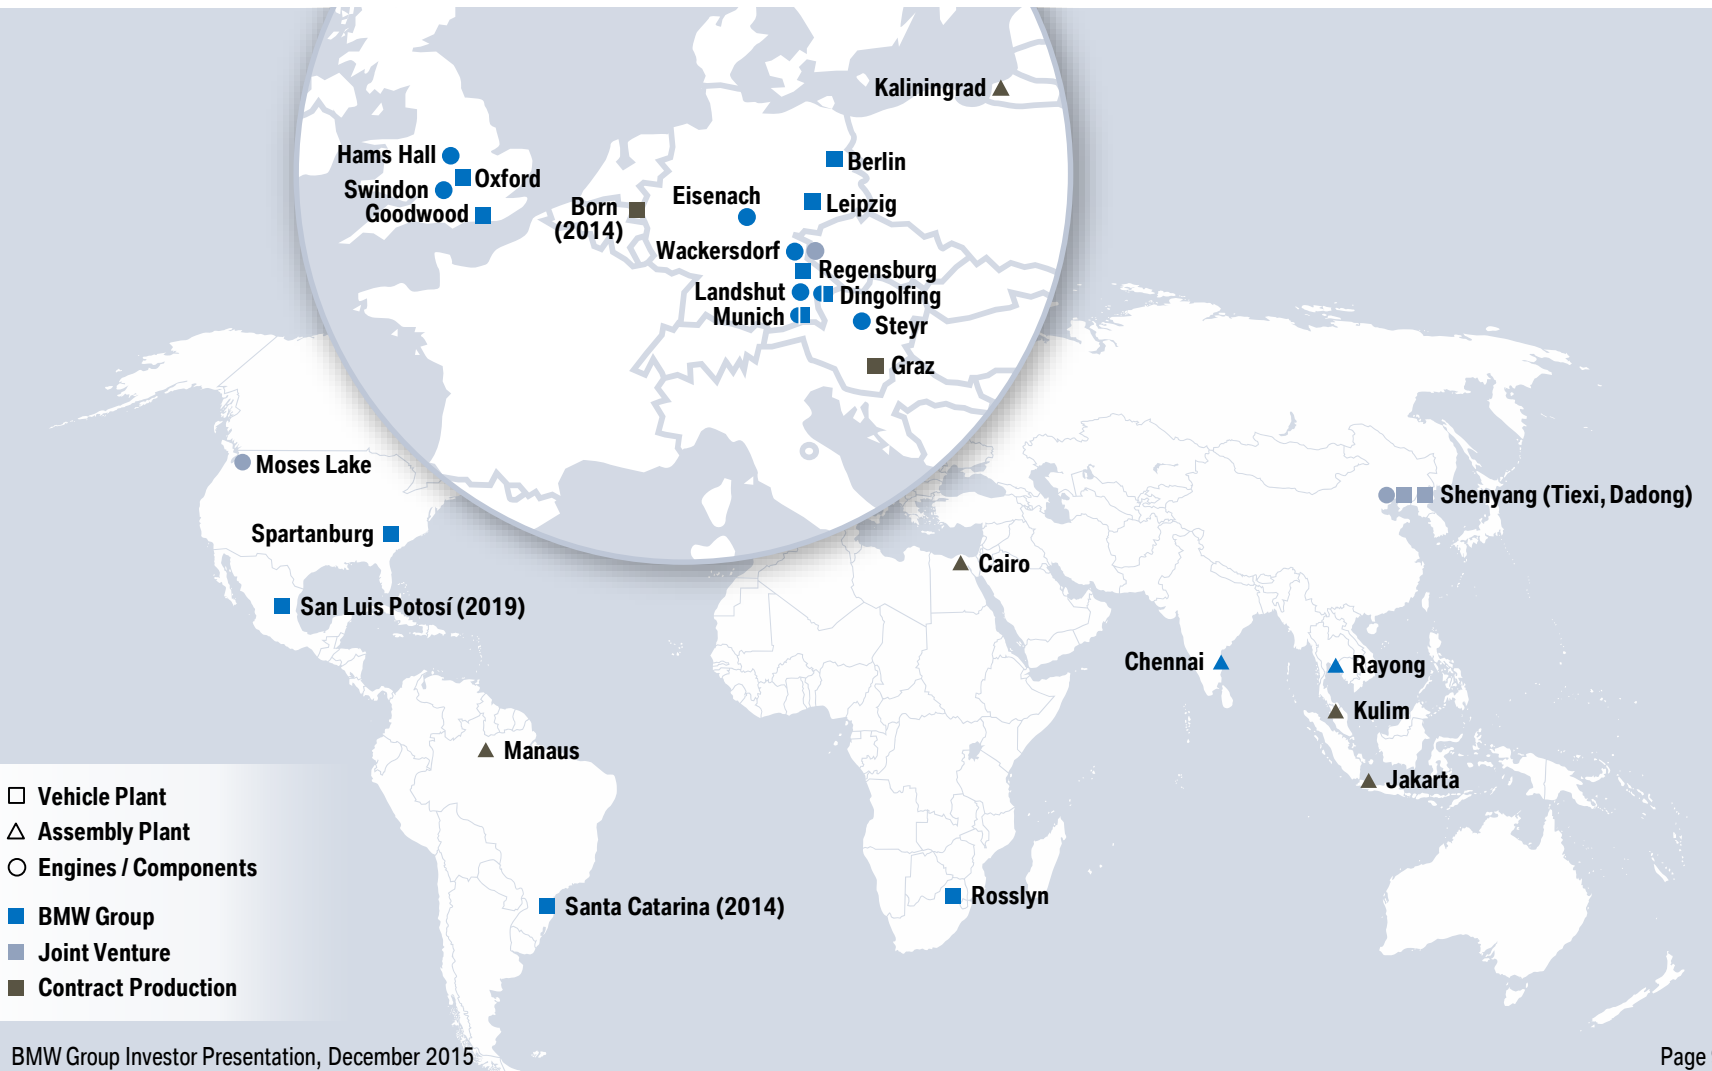 Kaliningrad
Hams Hall
Oxford
Swindon
Goodwood
Born
(2014)
Eisenach
Berlin
Leipzig
Wackersdorf
Regensburg
Landshut
Dingolfing
Munich
Steyr
Graz
Moses Lake
Spartanburg
San Luis Potosí (2019)
Shenyang (Tiexi, Dadong)
Cairo
Chennai
Rayong
Kulim
Manaus
Jakarta
Santa Catarina (2014)
Rosslyn
Vehicle Plant
Assembly Plant
Engines / Components
BMW Group
Joint Venture
Contract Production
BMW Group Investor Presentation, December 2015
Page